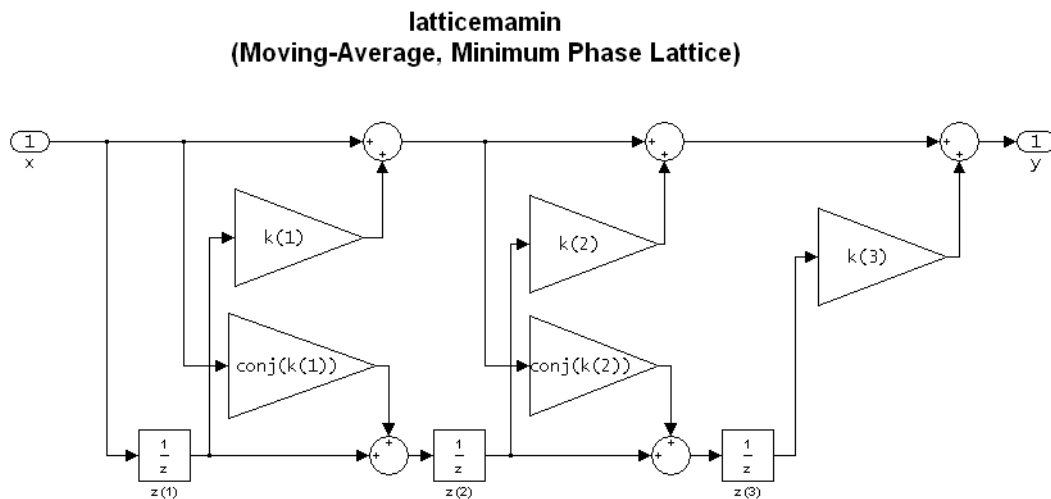 latticemamin
(Moving-Average, Minimum Phase Lattice)
1
x
+
+
+
+
+
+
1
y
k(1)
k(2)
k(3)
conj(k(1))
conj(k(2))
1
z
z(1)
+
+
1
z
z(2)
+
+
1
z
z(3)